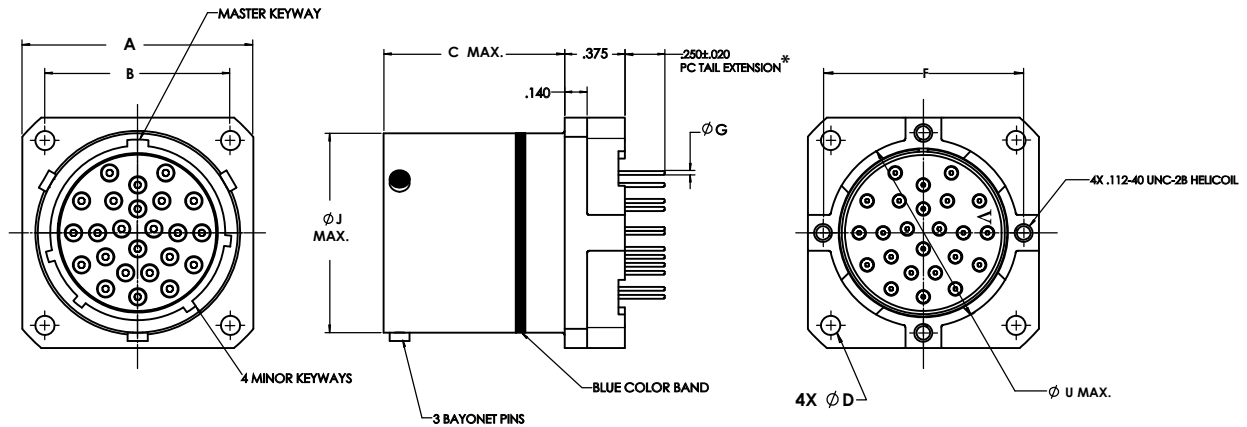 MASTER KEYWAY
A
B
4 MINOR KEYWAYS
C MAX.
.375
.250±.020
PC TAIL EXTENSION*
.140
ØG
ØJ
MAX.
BLUE COLOR BAND
3 BAYONET PINS
F
4X .112-40 UNC-2B HELICOIL
A
4X ØD
Ø U MAX.